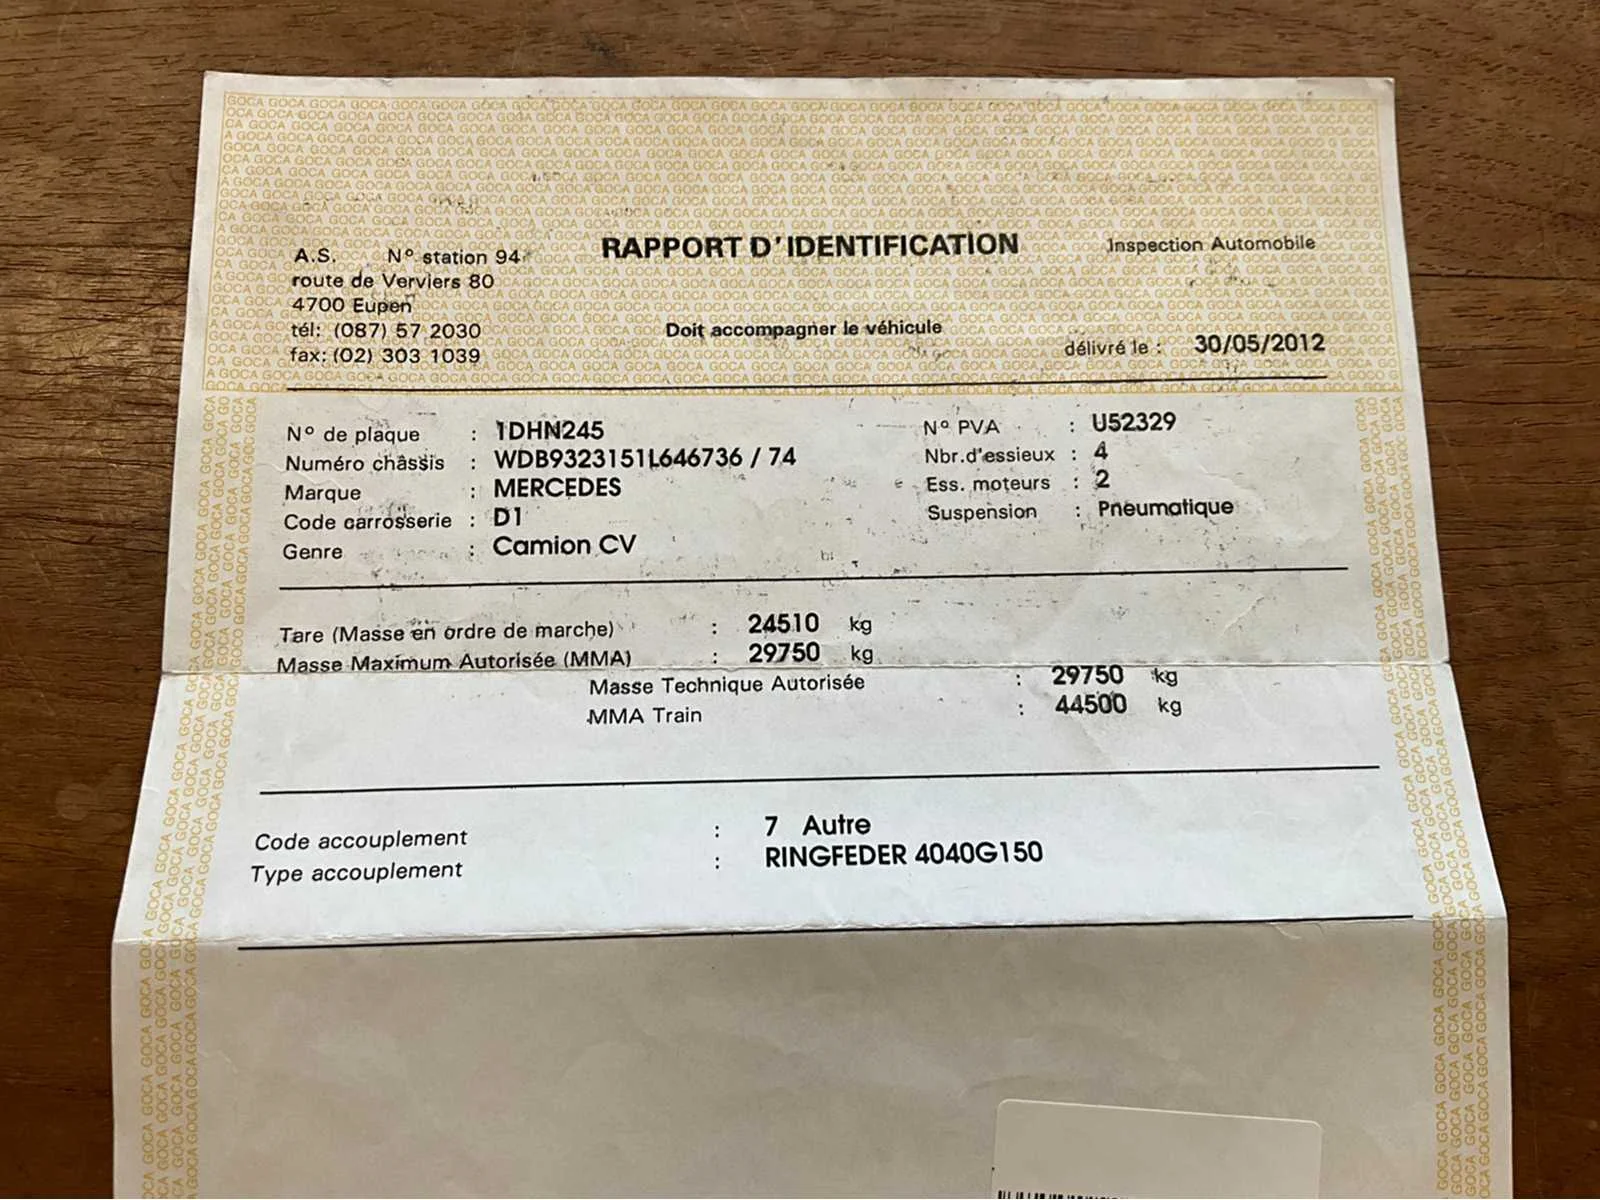 RAPPORT D'IDENTIFICATION
Inspection Automobile
A.S. N° station 94
route de Verviers 80
4700 Eupen
tél: (087) 57 2030
fax: (02) 303 1039
Doit accompagner le véhicule
délivré le : 30/05/2012
N° de plaque : 1DHN245
Numéro châssis : WDB9323151L646736 / 74
Marque : MERCEDES
Code carrosserie : D1
Genre : Camion CV
N° PVA : U52329
Nbr.d'essieux : 4
Ess. moteurs : 2
Suspension : Pneumatique
Tare (Masse en ordre de marche) : 24510 kg
Masse Maximum Autorisée (MMA) : 29750 kg
Masse Technique Autorisée : 29750 kg
MMA Train : 44500 kg
Code accouplement : 7 Autre
Type accouplement : RINGFEDER 4040G150